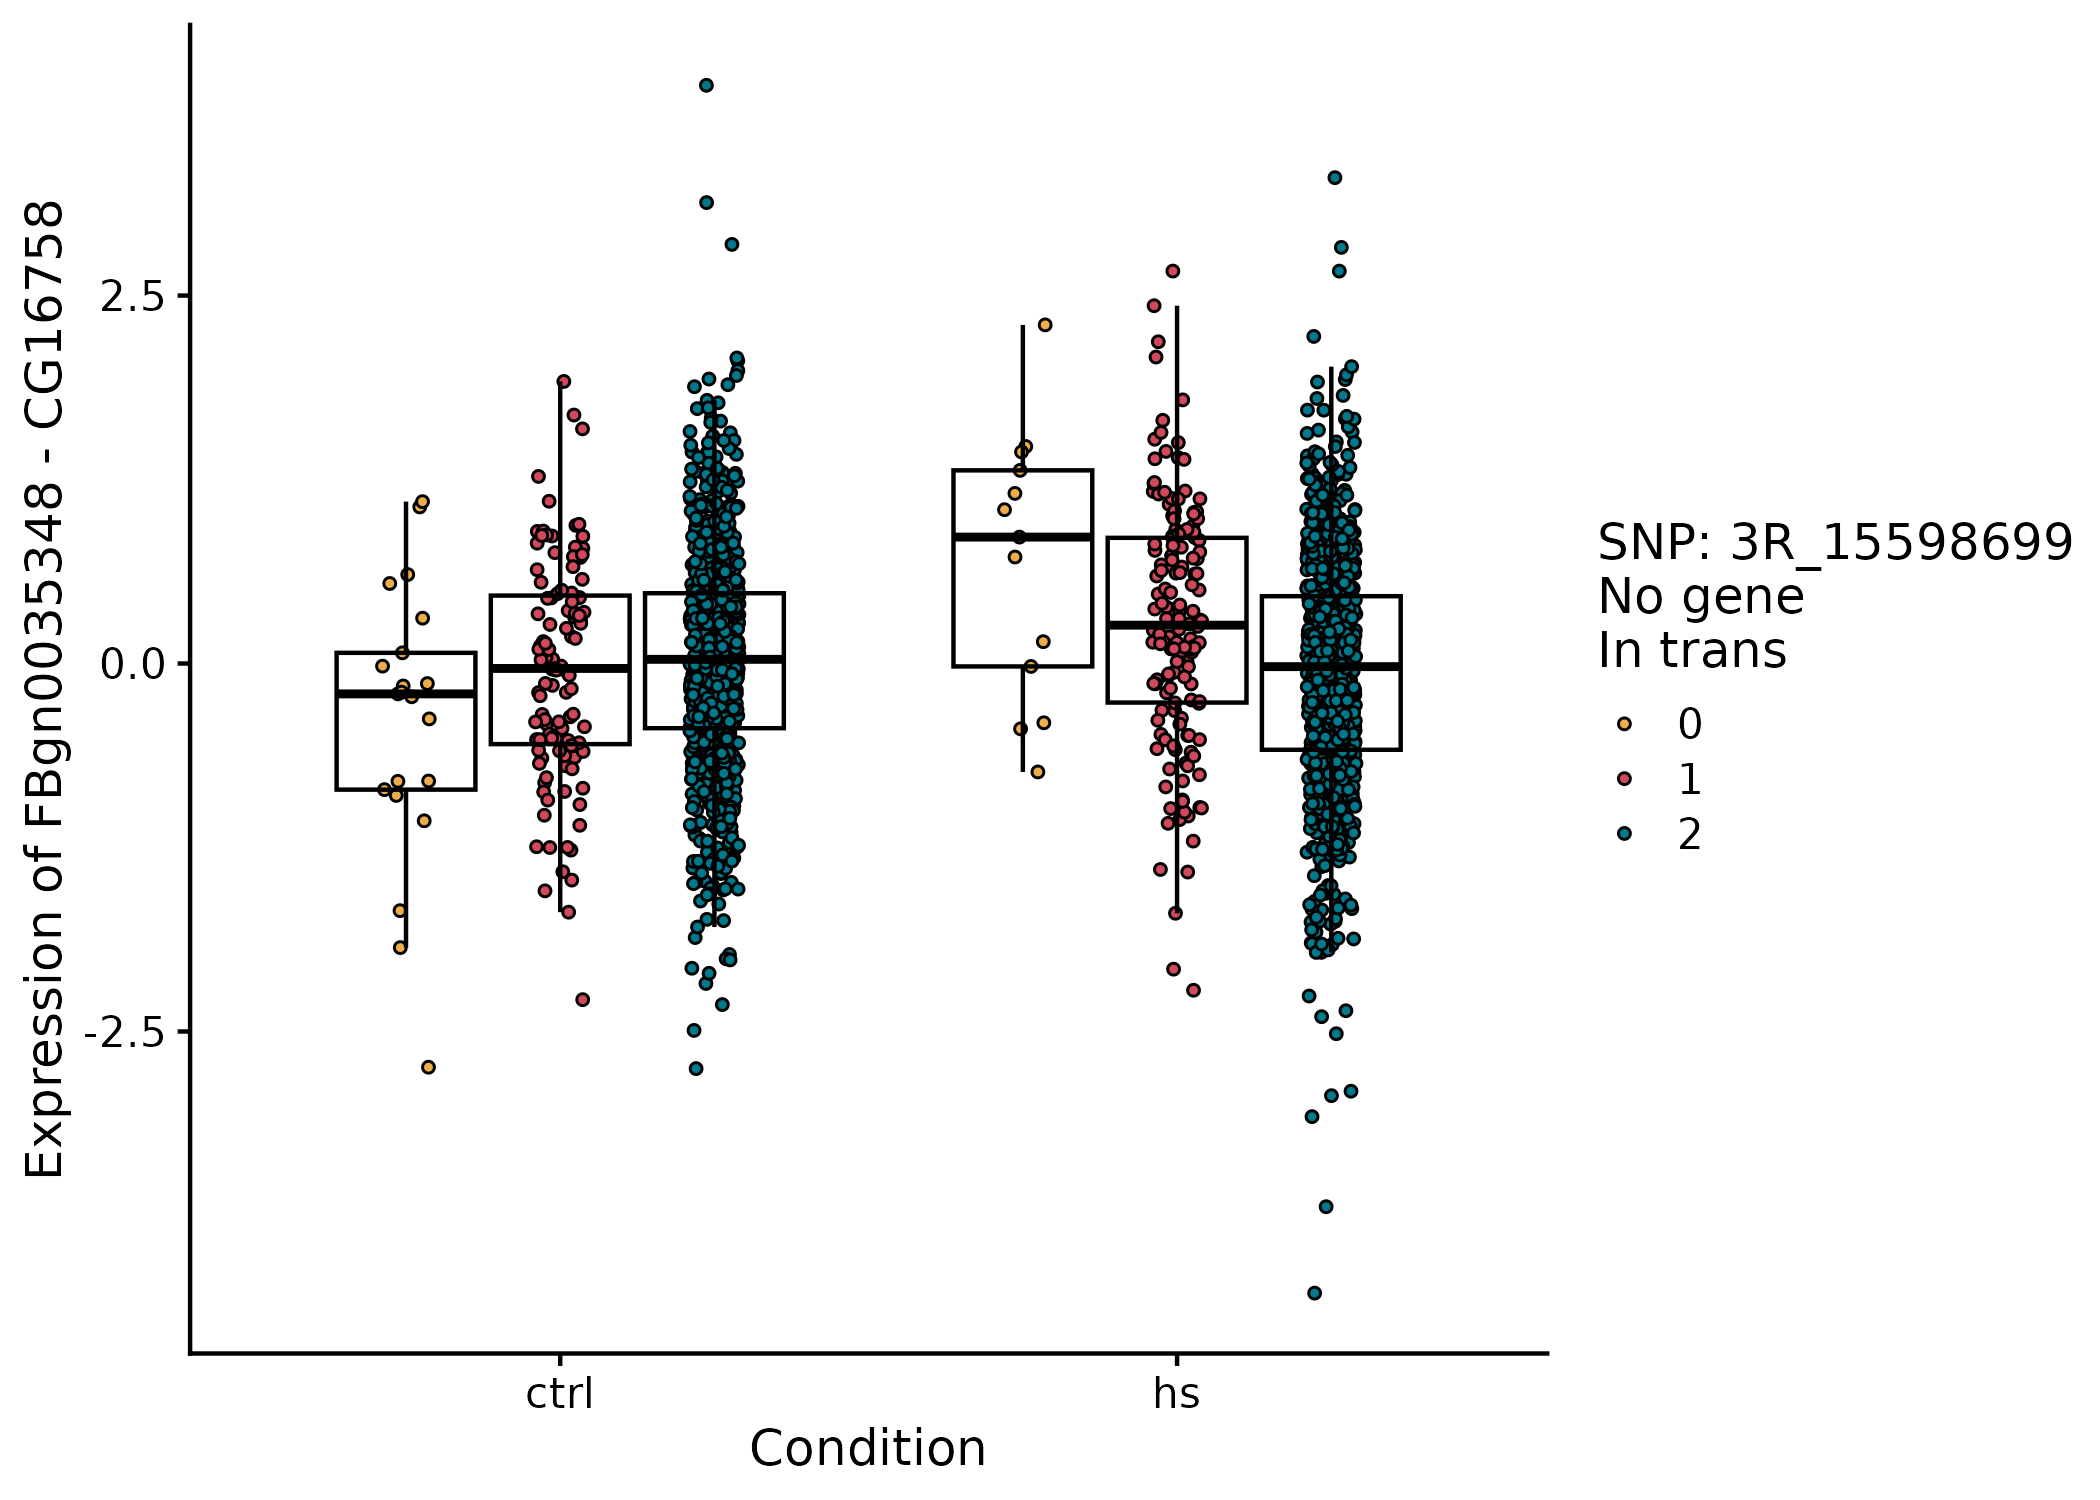 Expression of FBgn0035348 - CG16758
2.5
0.0
-2.5
ctrl
hs
Condition
SNP: 3R_15598699
No gene
In trans
0
1
2